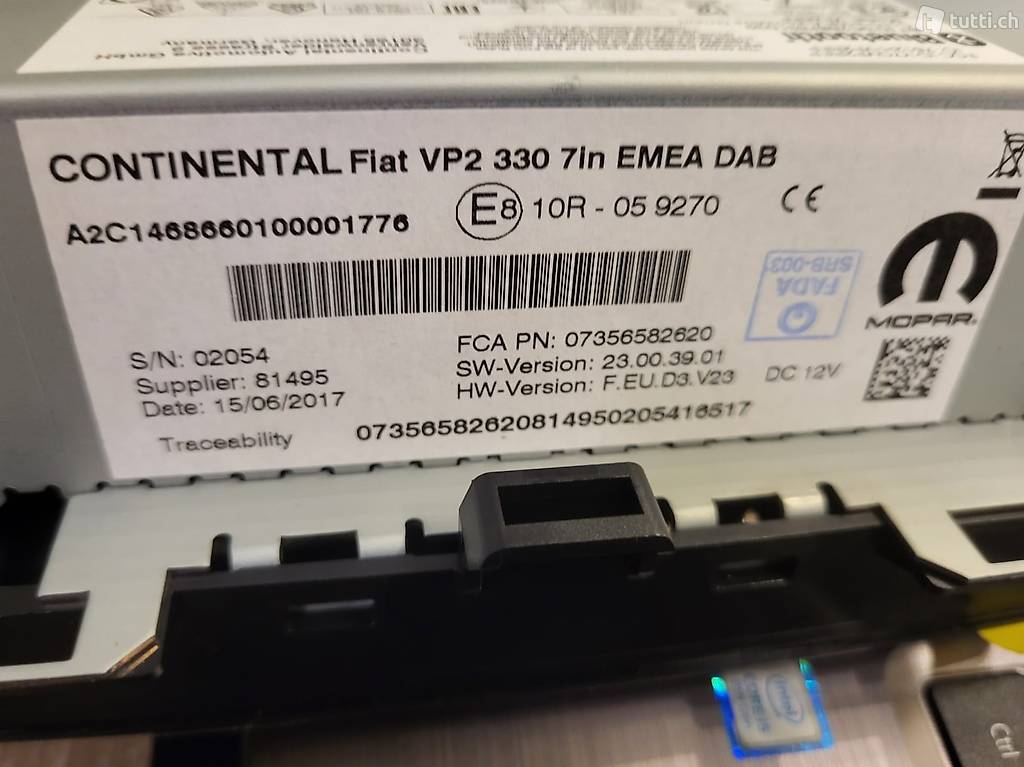 tutti.ch
Bluetooth
CONTINENTAL Fiat VP2 330 7in EMEA DAB
A2C1468660100001776
E8 10R - 05 9270
CE
SRB-003
FADA
MOPAR
S/N: 02054
Supplier: 81495
Date: 15/06/2017
FCA PN: 07356582620
SW-Version: 23.00.39.01
HW-Version: F.EU.D3.V23
DC 12V
Traceability
07356582620814950205416517
intel
Ctrl